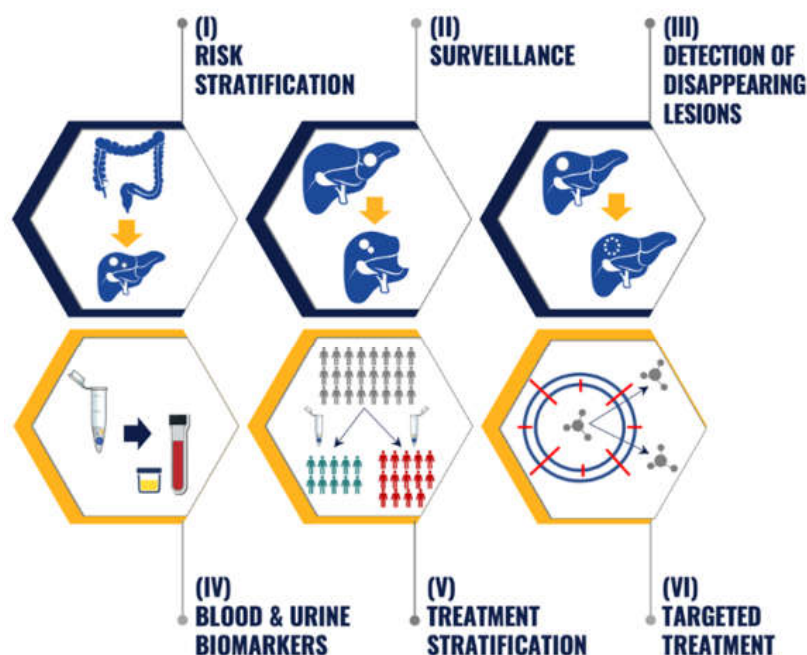 (I)
RISK
STRATIFICATION
(II)
SURVEILLANCE
(III)
DETECTION OF
DISAPPEARING
LESIONS
(IV)
BLOOD & URINE
BIOMARKERS
(V)
TREATMENT
STRATIFICATION
(VI)
TARGETED
TREATMENT